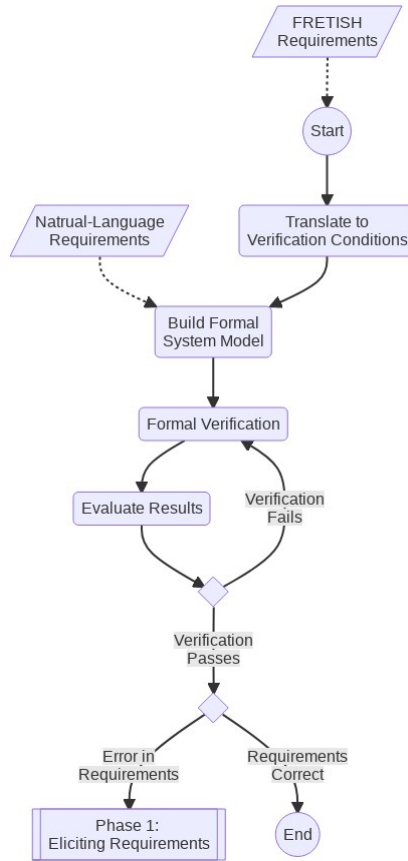 FRETISH
Requirements
Start
Natrual-Language
Requirements
Translate to
Verification Conditions
Build Formal
System Model
Formal Verification
Evaluate Results
Verification
Fails
Verification
Passes
Error in
Requirements
Requirements
Correct
Phase 1:
Eliciting Requirements
End